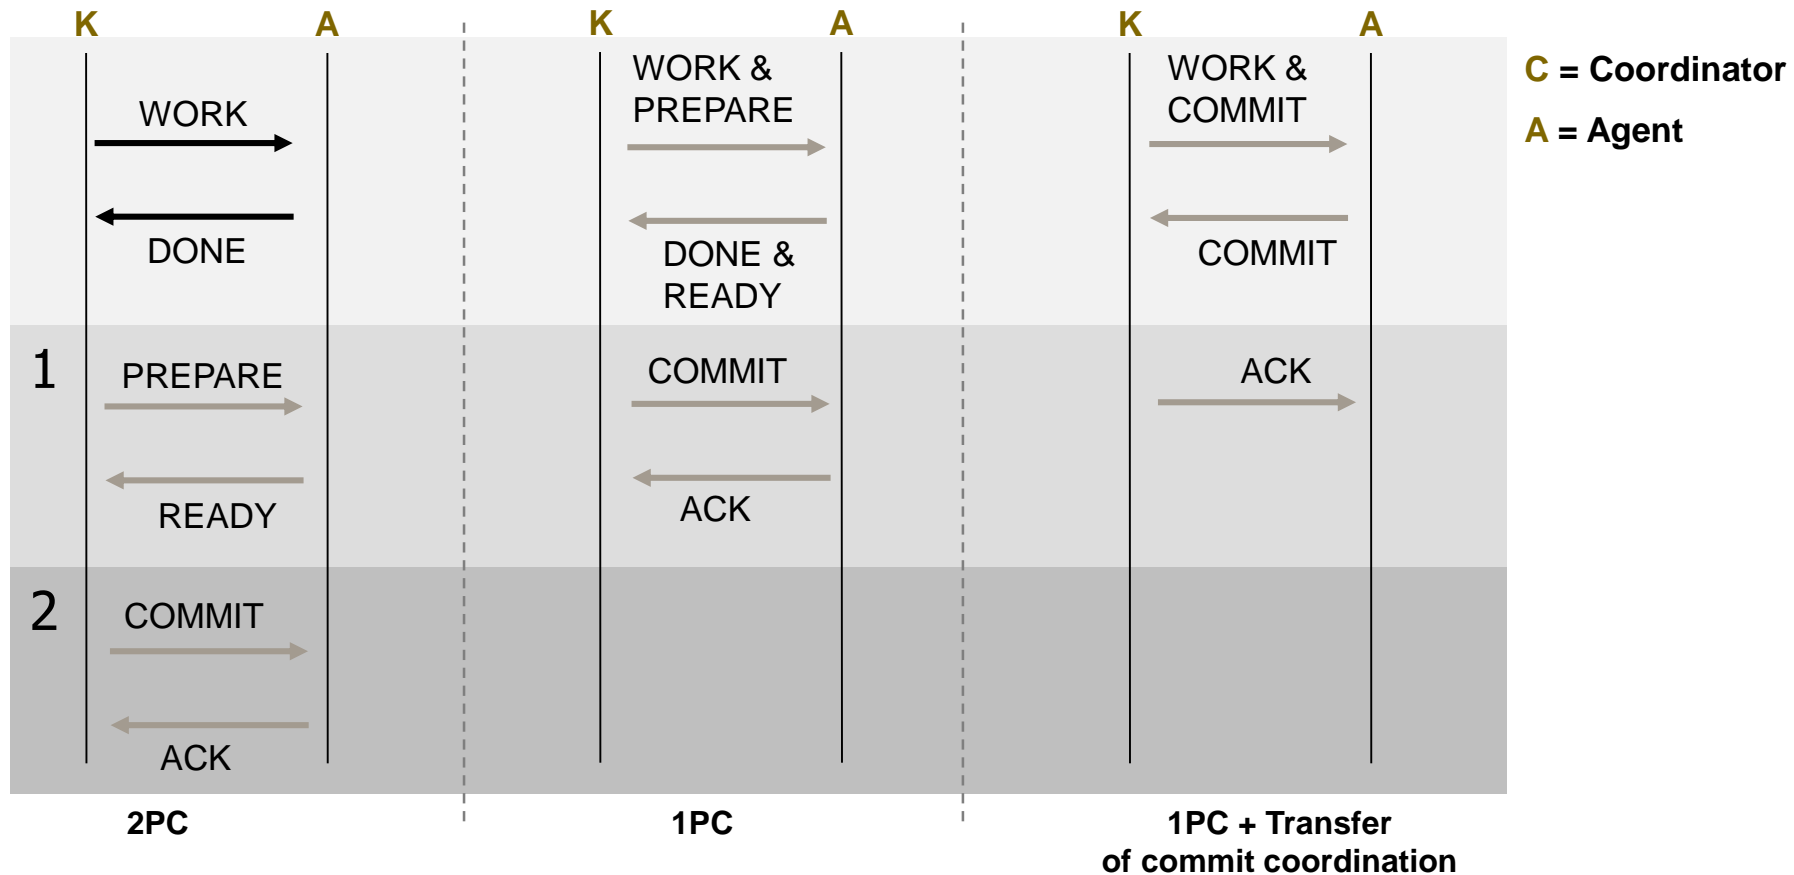 K A K A K A
C = Coordinator
A = Agent
WORK
DONE
WORK &
PREPARE
DONE &
READY
WORK &
COMMIT
COMMIT
1
PREPARE
READY
COMMIT
ACK
ACK
2
COMMIT
ACK
2PC
1PC
1PC + Transfer
of commit coordination